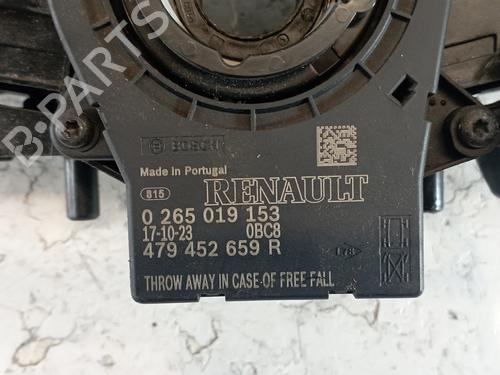 B-PARTS
BOSCH
Made in Portugal
815 RENAULT
0 265 019 153
17-10-23 0BC8
479 452 659 R
THROW AWAY IN CASE OF FREE FALL